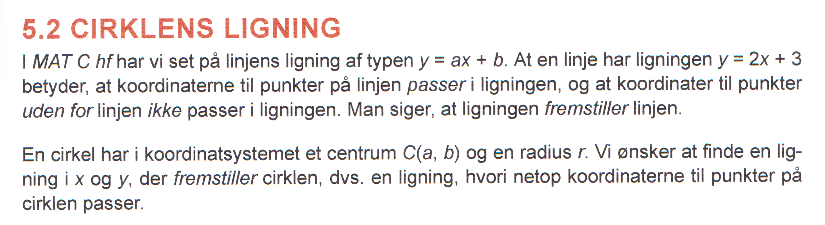 5.2 CIRKLENS LIGNING
I MAT C hf har vi set på linjens ligning af typen y = ax + b. At en linje har ligningen y = 2x + 3
betyder, at koordinaterne til punkter på linjen passer i ligningen, og at koordinater til punkter
uden for linjen ikke passer i ligningen. Man siger, at ligningen fremstiller linjen.
En cirkel har i koordinatsystemet et centrum C(a, b) og en radius r. Vi ønsker at finde en lig-
ning i x og y, der fremstiller cirklen, dvs. en ligning, hvori netop koordinaterne til punkter på
cirklen passer.